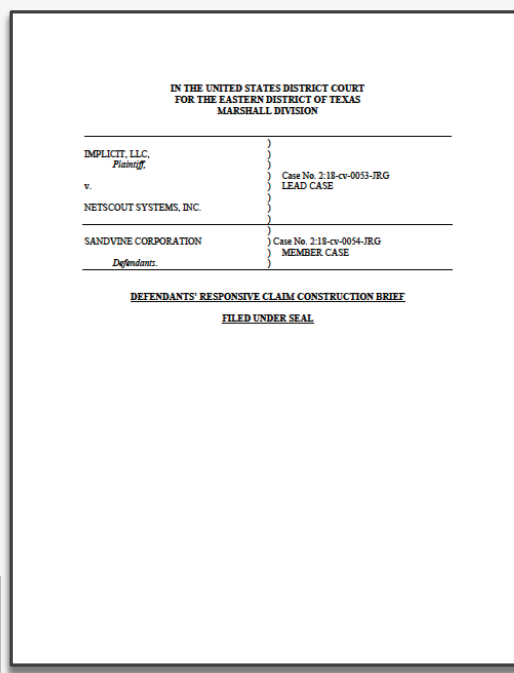 IN THE UNITED STATES DISTRICT COURT
FOR THE EASTERN DISTRICT OF TEXAS
MARSHALL DIVISION
IMPLICIT, LLC,
Plaintiff,
v.
NETSCOUT SYSTEMS, INC.
)
)
)
) Case No. 2:18-cv-0053-JRG
) LEAD CASE
)
)
)
SANDVINE CORPORATION
Defendants.
)
) Case No. 2:18-cv-0054-JRG
) MEMBER CASE
)
DEFENDANTS' RESPONSIVE CLAIM CONSTRUCTION BRIEF
FILED UNDER SEAL